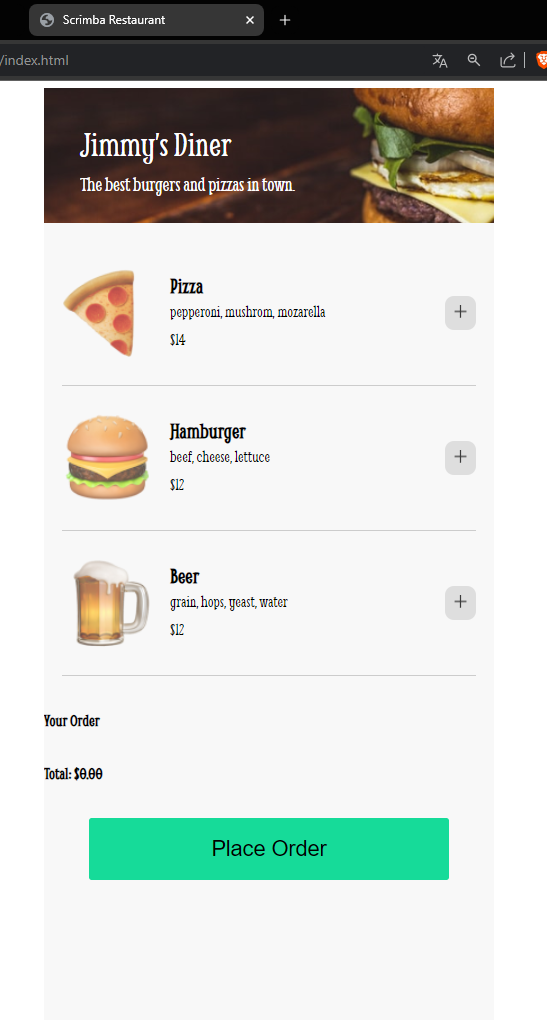 Scrimba Restaurant
/index.html
Jimmy's Diner
The best burgers and pizzas in town.
Pizza
pepperoni, mushrom, mozarella
$14
+
Hamburger
beef, cheese, lettuce
$12
+
Beer
grain, hops, yeast, water
$12
+
Your Order
Total: $0.00
Place Order